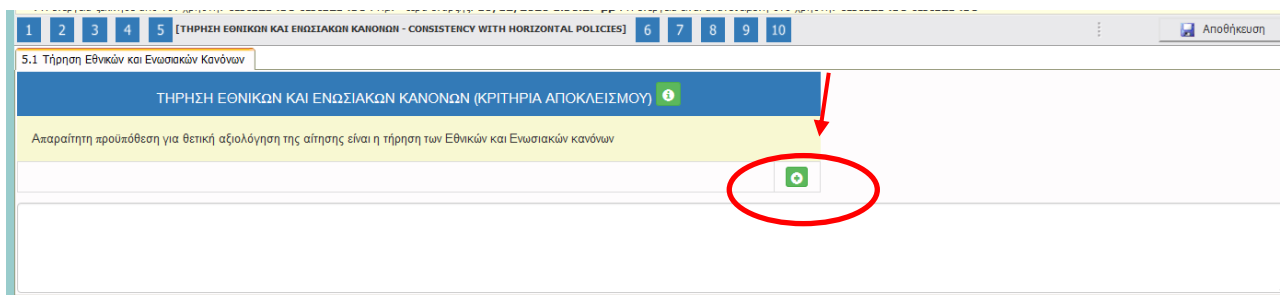 1 2 3 4 5 [ΤΗΡΗΣΗ ΕΘΝΙΚΩΝ ΚΑΙ ΕΝΩΣΙΑΚΩΝ ΚΑΝΟΝΩΝ - CONSISTENCY WITH HORIZONTAL POLICIES] 6 7 8 9 10 Αποθήκευση
5.1 Τήρηση Εθνικών και Ενωσιακών Κανόνων
ΤΗΡΗΣΗ ΕΘΝΙΚΩΝ ΚΑΙ ΕΝΩΣΙΑΚΩΝ ΚΑΝΟΝΩΝ (ΚΡΙΤΗΡΙΑ ΑΠΟΚΛΕΙΣΜΟΥ)
Απαραίτητη προϋπόθεση για θετική αξιολόγηση της αίτησης είναι η τήρηση των Εθνικών και Ενωσιακών κανόνων